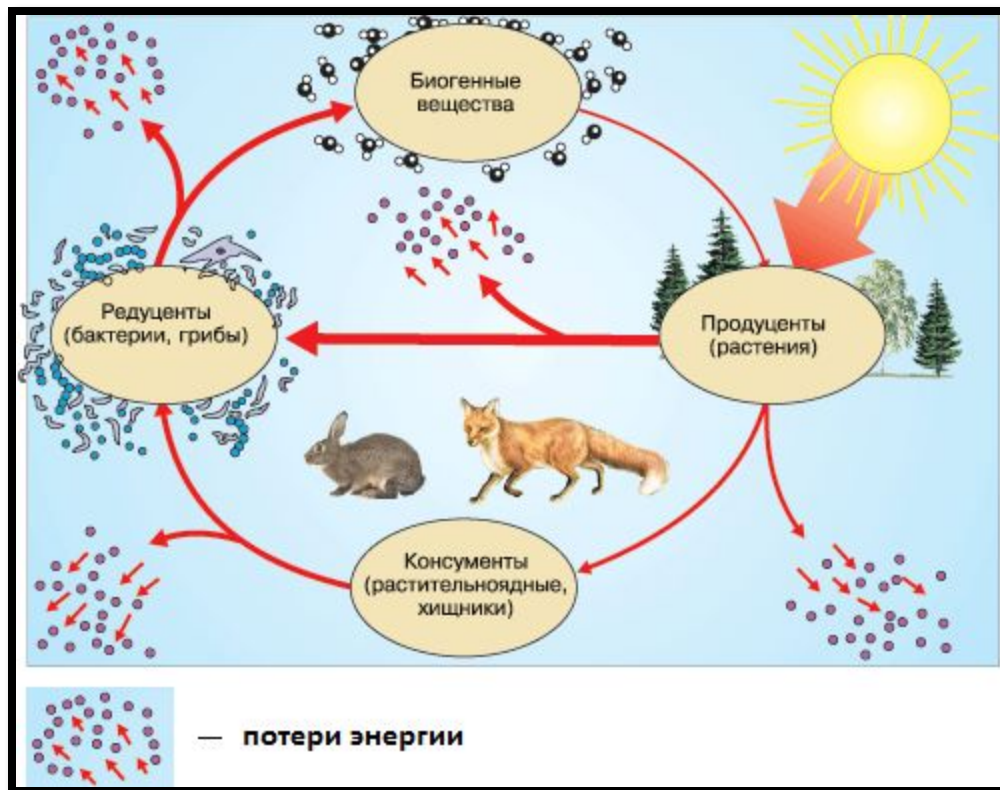 Биогенные
вещества
Редуценты
(бактерии, грибы)
Продуценты
(растения)
Консументы
(растительноядные,
хищники)
— потери энергии